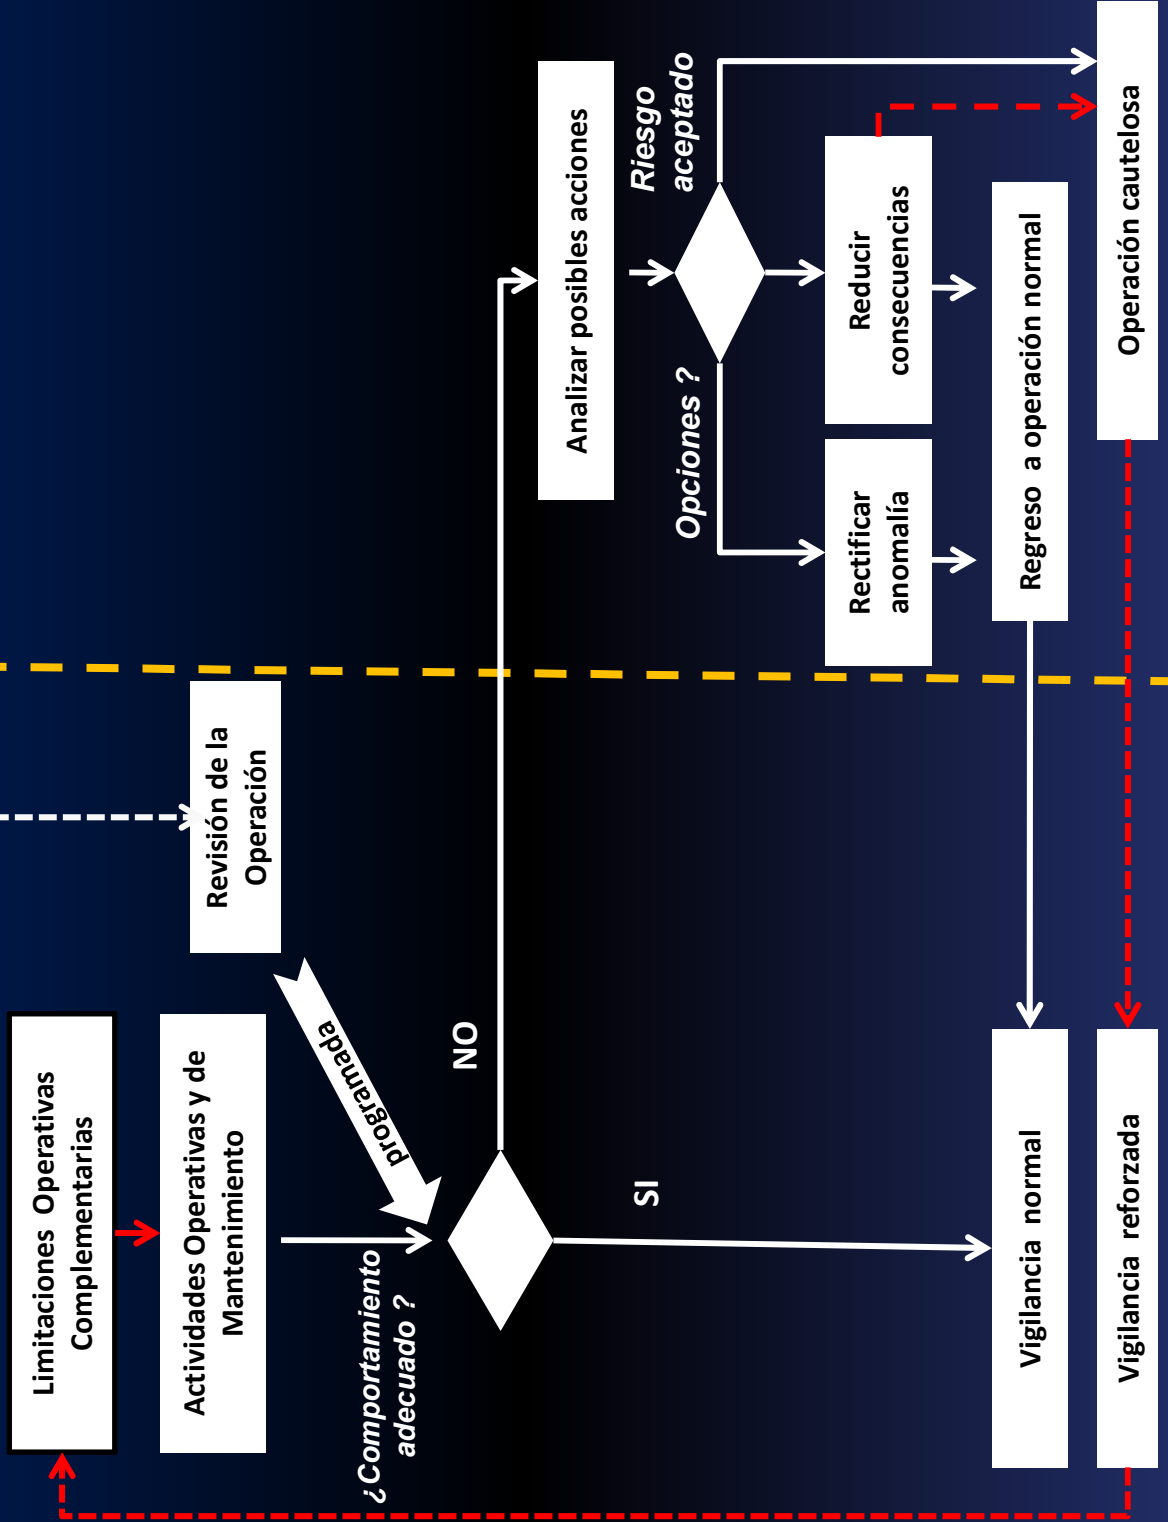 Limitaciones Operativas
Complementarias
Actividades Operativas y de
Mantenimiento
Revisión de la
Operación
programada
¿Comportamiento
adecuado ?
NO
SI
Analizar posibles acciones
Riesgo
aceptado
Opciones ?
Rectificar
anomalía
Reducir
consecuencias
Regreso a operación normal
Operación cautelosa
Vigilancia normal
Vigilancia reforzada